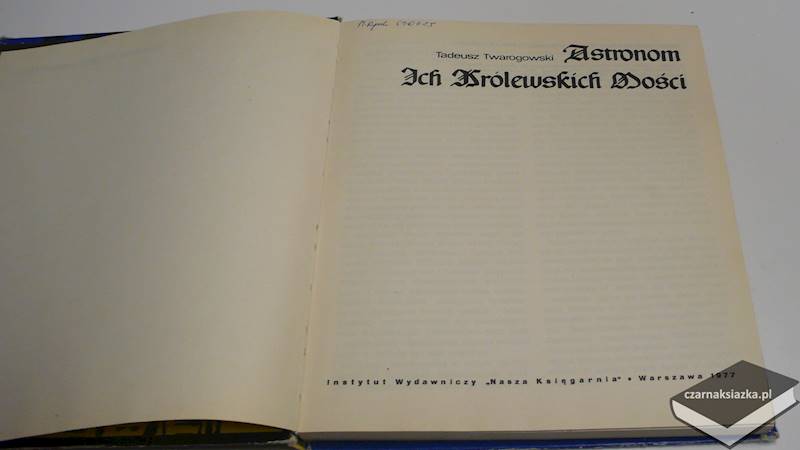 Tadeusz Twarogowski Astronom
Ich Królewskich Mości
Instytut Wydawniczy „Nasza Księgarnia" • Warszawa 1977
czarnaksiazka.pl